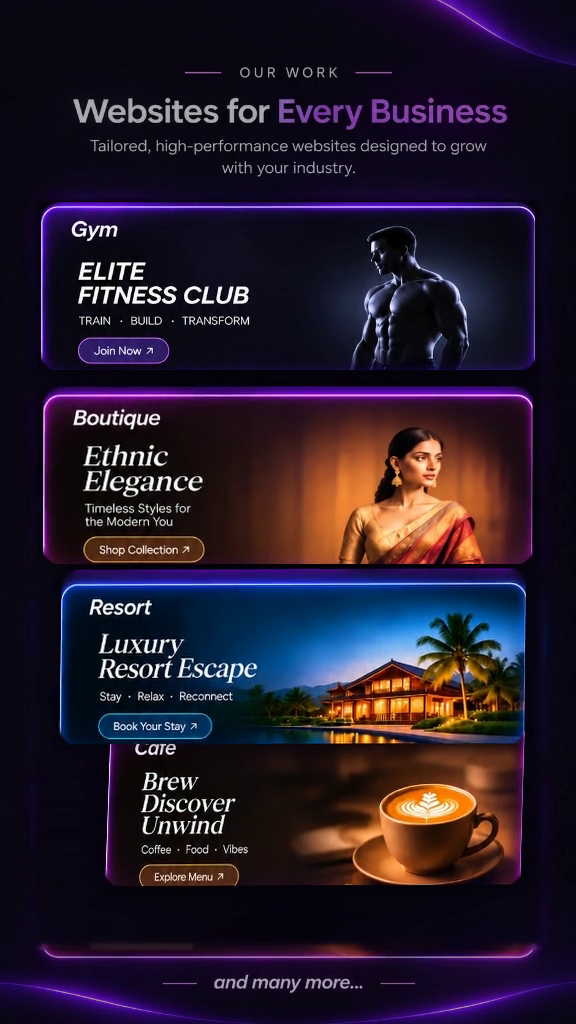 OUR WORK
Websites for Every Business
Tailored, high-performance websites designed to grow
with your industry.
Gym
ELITE
FITNESS CLUB
TRAIN · BUILD · TRANSFORM
Join Now ↗
Boutique
Ethnic
Elegance
Timeless Styles for
the Modern You
Shop Collection ↗
Resort
Luxury
Resort Escape
Stay · Relax · Reconnect
Book Your Stay ↗
Cafe
Brew
Discover
Unwind
Coffee · Food · Vibes
Explore Menu ↗
and many more...